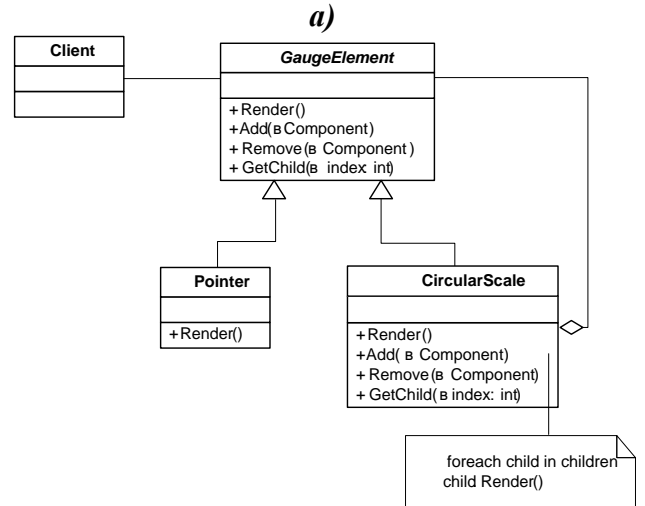 a)
Client
GaugeElement
+Render()
+Add(в Component)
+ Remove(в Component)
+ GetChild(в index int)
Pointer
+Render()
CircularScale
+Render()
+Add( в Component)
+ Remove(в Component)
+ GetChild(в index: int)
foreach child in children
child Render()